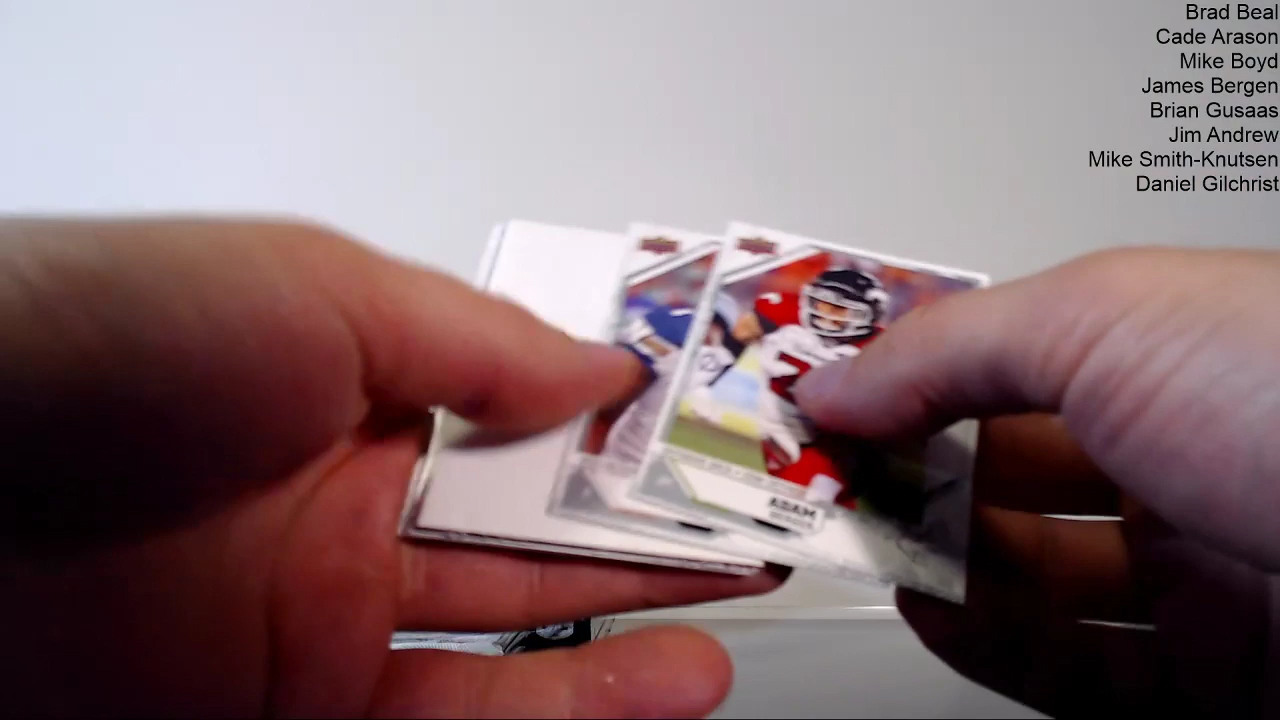 Brad Beal
Cade Arason
Mike Boyd
James Bergen
Brian Gusaas
Jim Andrew
Mike Smith-Knutsen
Daniel Gilchrist
ADAM